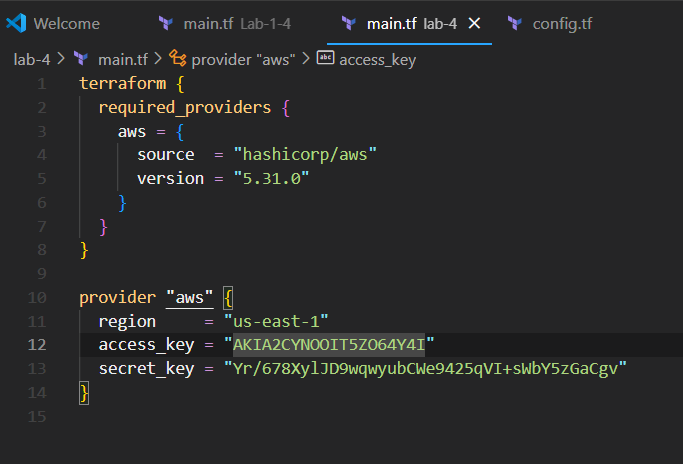 Welcome main.tf Lab-1-4 main.tf lab-4 config.tf
lab-4 > main.tf > provider "aws" > abc access_key
1 terraform {
2   required_providers {
3     aws = {
4       source  = "hashicorp/aws"
5       version = "5.31.0"
6     }
7   }
8 }
9
10 provider "aws" {
11   region     = "us-east-1"
12   access_key = "AKIA2CYNOOIT5ZO64Y4I"
13   secret_key = "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"
14 }
15